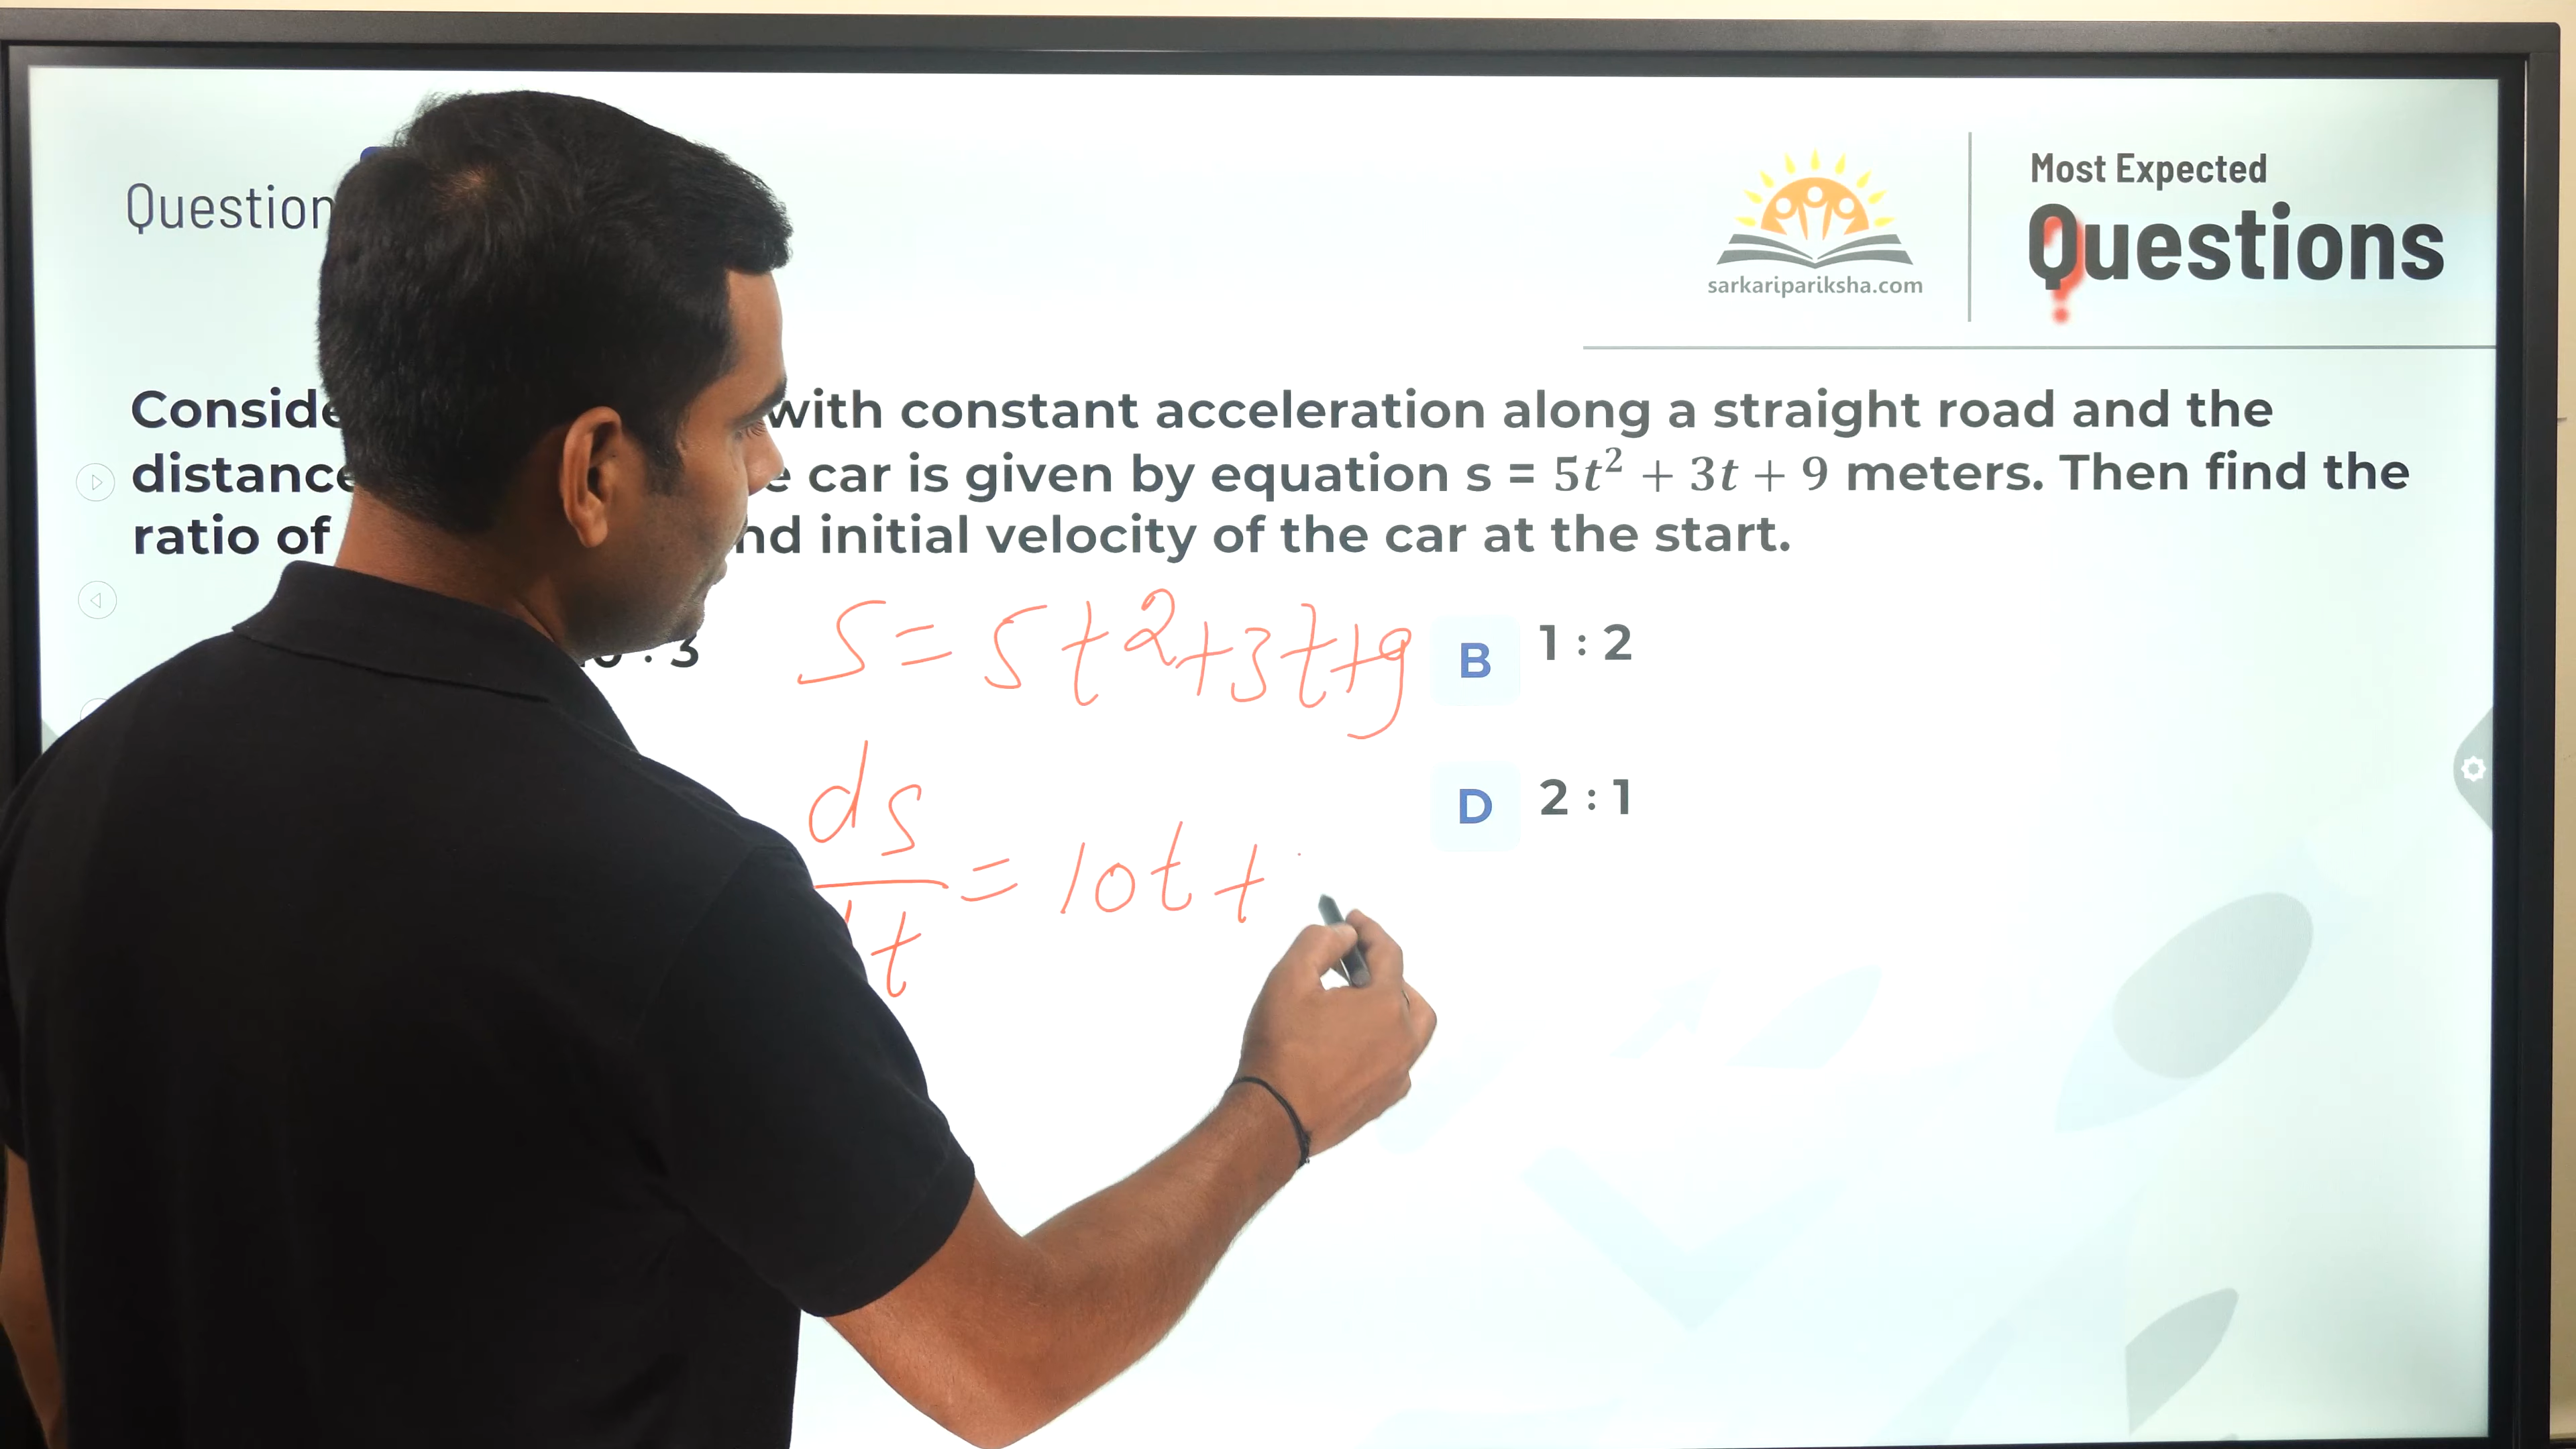 Question
sarkaripariksha.com
Most Expected
Questions
with constant acceleration along a straight road and the
distance car is given by equation s = 5t² + 3t + 9 meters. Then find the
ratio of initial velocity of the car at the start.
: 3
S = 5t²+3t+9
B 1 : 2
ds
= 10t +
t
D 2 : 1